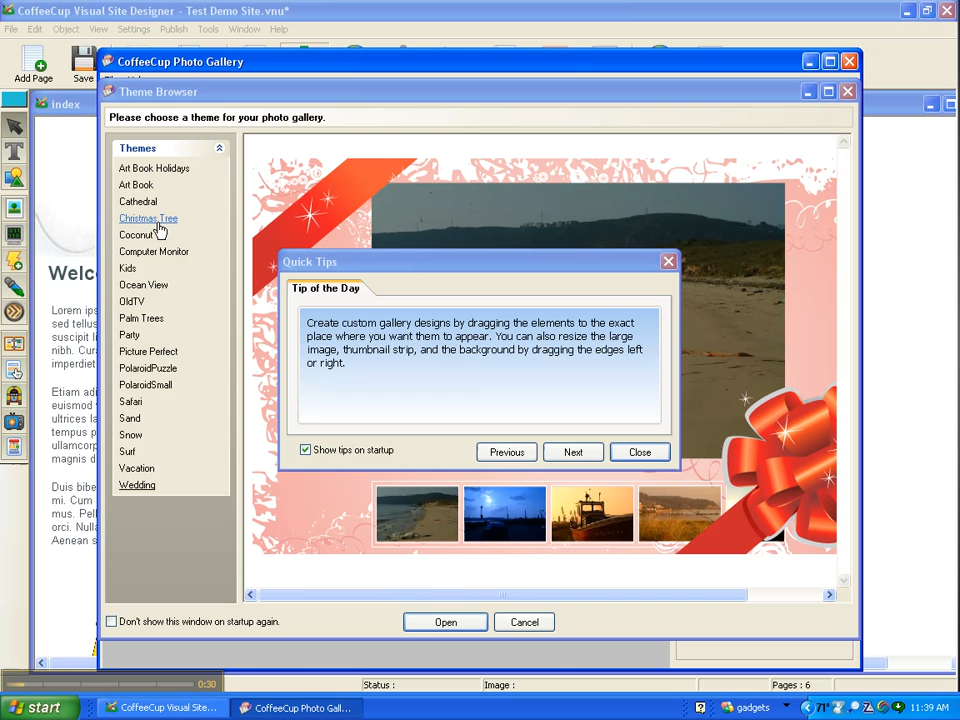 CoffeeCup Visual Site Designer - Test Demo Site.vnu*
File Edit Object View Settings Publish Tools Window Help
Add Page
Save
CoffeeCup Photo Gallery
index
Theme Browser
Please choose a theme for your photo gallery.
Themes
Art Book Holidays
Art Book
Cathedral
Christmas Tree
Coconut
Computer Monitor
Kids
Ocean View
OldTV
Palm Trees
Party
Picture Perfect
PolaroidPuzzle
PolaroidSmall
Safari
Sand
Snow
Surf
Vacation
Wedding
Quick Tips
Tip of the Day
Create custom gallery designs by dragging the elements to the exact
place where you want them to appear. You can also resize the large
image, thumbnail strip, and the background by dragging the edges left
or right.
Show tips on startup
Previous
Next
Close
Don't show this window on startup again.
Open
Cancel
Welc
Lorem ips
sed tellus
suscipit li
nibh. Cur
imperdiet
Etiam adi
euismod
ultrices la
tempus p
ullamcorp
magnis d
Duis bibe
mi. Cum
mus. Pell
orci. Nulla
Aenean s
0:30
Status :
Image :
Pages : 6
start
CoffeeCup Visual Site...
CoffeeCup Photo Gall...
gadgets
71°
11:39 AM